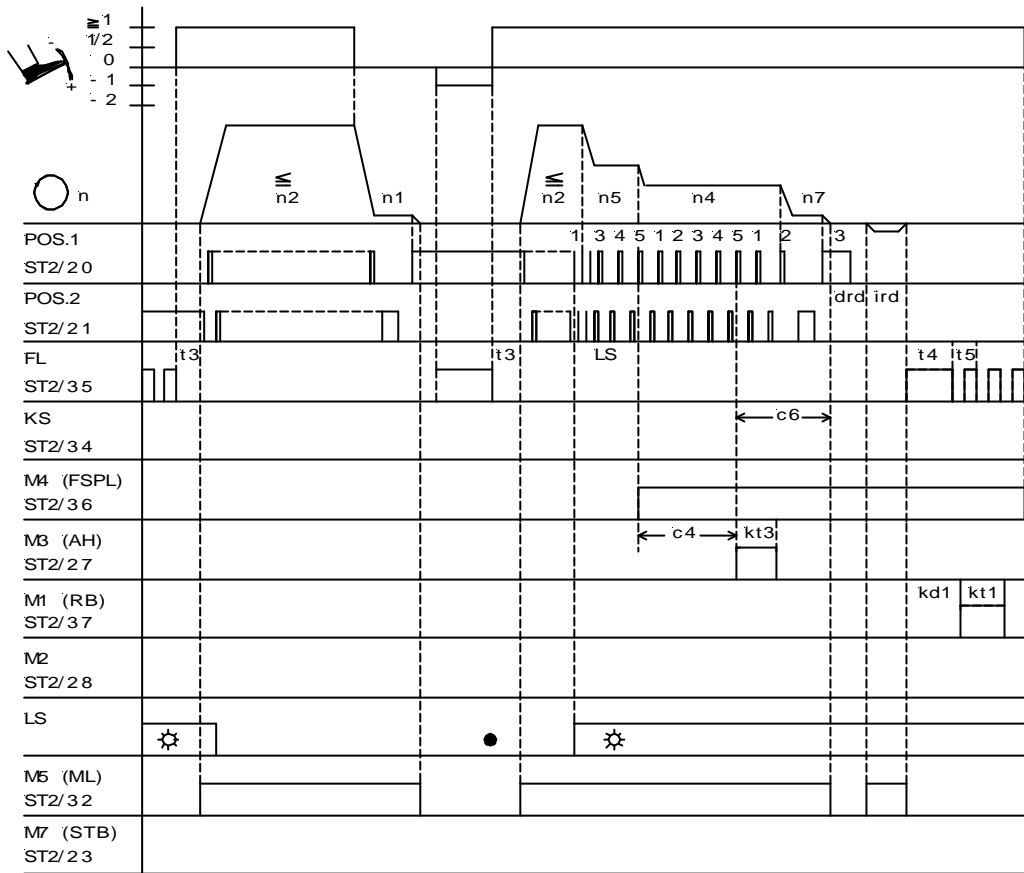 ≧1
1/2
0
- 1
- 2
-
+
n
≦
n2
n1
≦
n2
n5
n4
n7
POS.1
ST2/20
1 3 4 5 1 2 3 4 5 1 2 3
POS.2
ST2/21
drd ird
FL
ST2/35
t3
t3
LS
t4
t5
KS
ST2/34
c6
M4 (FSPL)
ST2/36
M3 (AH)
ST2/27
c4
kt3
M1 (RB)
ST2/37
kd1
kt1
M2
ST2/28
LS
M5 (ML)
ST2/32
M7 (STB)
ST2/23